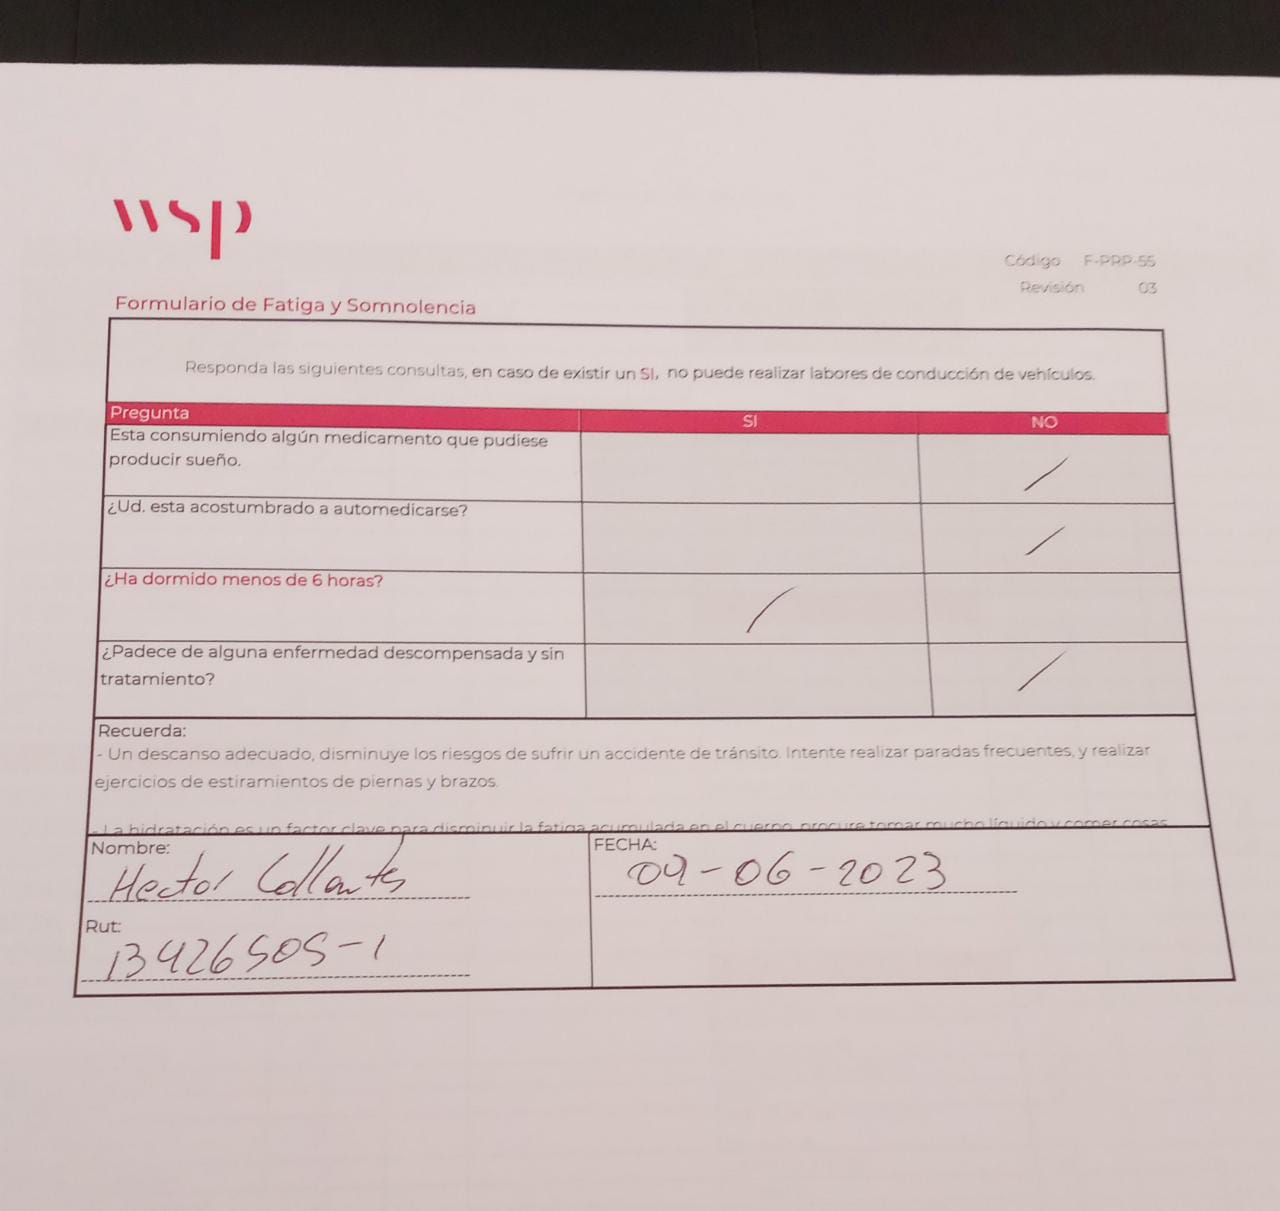 wsp
Código F-PRP-55
Revisión 03
Formulario de Fatiga y Somnolencia
Responda las siguientes consultas, en caso de existir un SI, no puede realizar labores de conducción de vehículos.
Pregunta SI NO
Esta consumiendo algún medicamento que pudiese
producir sueño.
¿Ud. esta acostumbrado a automedicarse?
¿Ha dormido menos de 6 horas?
¿Padece de alguna enfermedad descompensada y sin
tratamiento?
Recuerda:
- Un descanso adecuado, disminuye los riesgos de sufrir un accidente de tránsito. Intente realizar paradas frecuentes, y realizar
ejercicios de estiramientos de piernas y brazos.
- La hidratación es un factor clave para disminuir la fatiga acumulada en el cuerpo, procure tomar mucho líquido y comer cosas
Nombre: Hector Collantes
FECHA: 09-06-2023
Rut: 13426505-1